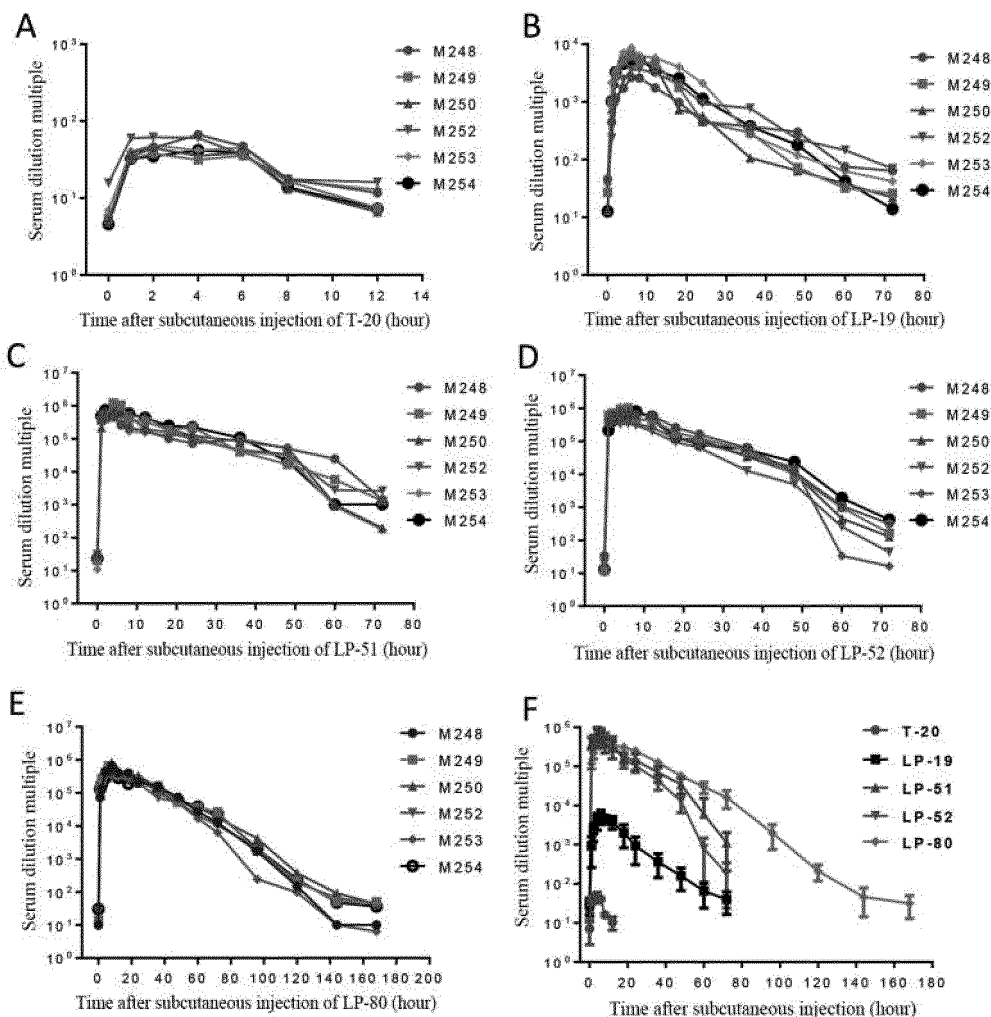 A
Serum dilution multiple
10³
10²
10¹
10⁰
0 2 4 6 8 10 12 14
Time after subcutaneous injection of T-20 (hour)
M248
M249
M250
M252
M253
M254
B
Serum dilution multiple
10⁴
10³
10²
10¹
10⁰
0 10 20 30 40 50 60 70 80
Time after subcutaneous injection of LP-19 (hour)
M248
M249
M250
M252
M253
M254
C
Serum dilution multiple
10⁷
10⁶
10⁵
10⁴
10³
10²
10¹
10⁰
0 10 20 30 40 50 60 70 80
Time after subcutaneous injection of LP-51 (hour)
M248
M249
M250
M252
M253
M254
D
Serum dilution multiple
10⁷
10⁶
10⁵
10⁴
10³
10²
10¹
10⁰
0 10 20 30 40 50 60 70 80
Time after subcutaneous injection of LP-52 (hour)
M248
M249
M250
M252
M253
M254
E
Serum dilution multiple
10⁷
10⁶
10⁵
10⁴
10³
10²
10¹
10⁰
0 20 40 60 80 100 120 140 160 180 200
Time after subcutaneous injection of LP-80 (hour)
M248
M249
M250
M252
M253
M254
F
Serum dilution multiple
10⁶
10⁵
10⁴
10³
10²
10¹
10⁰
0 20 40 60 80 100 120 140 160 180
Time after subcutaneous injection (hour)
T-20
LP-19
LP-51
LP-52
LP-80